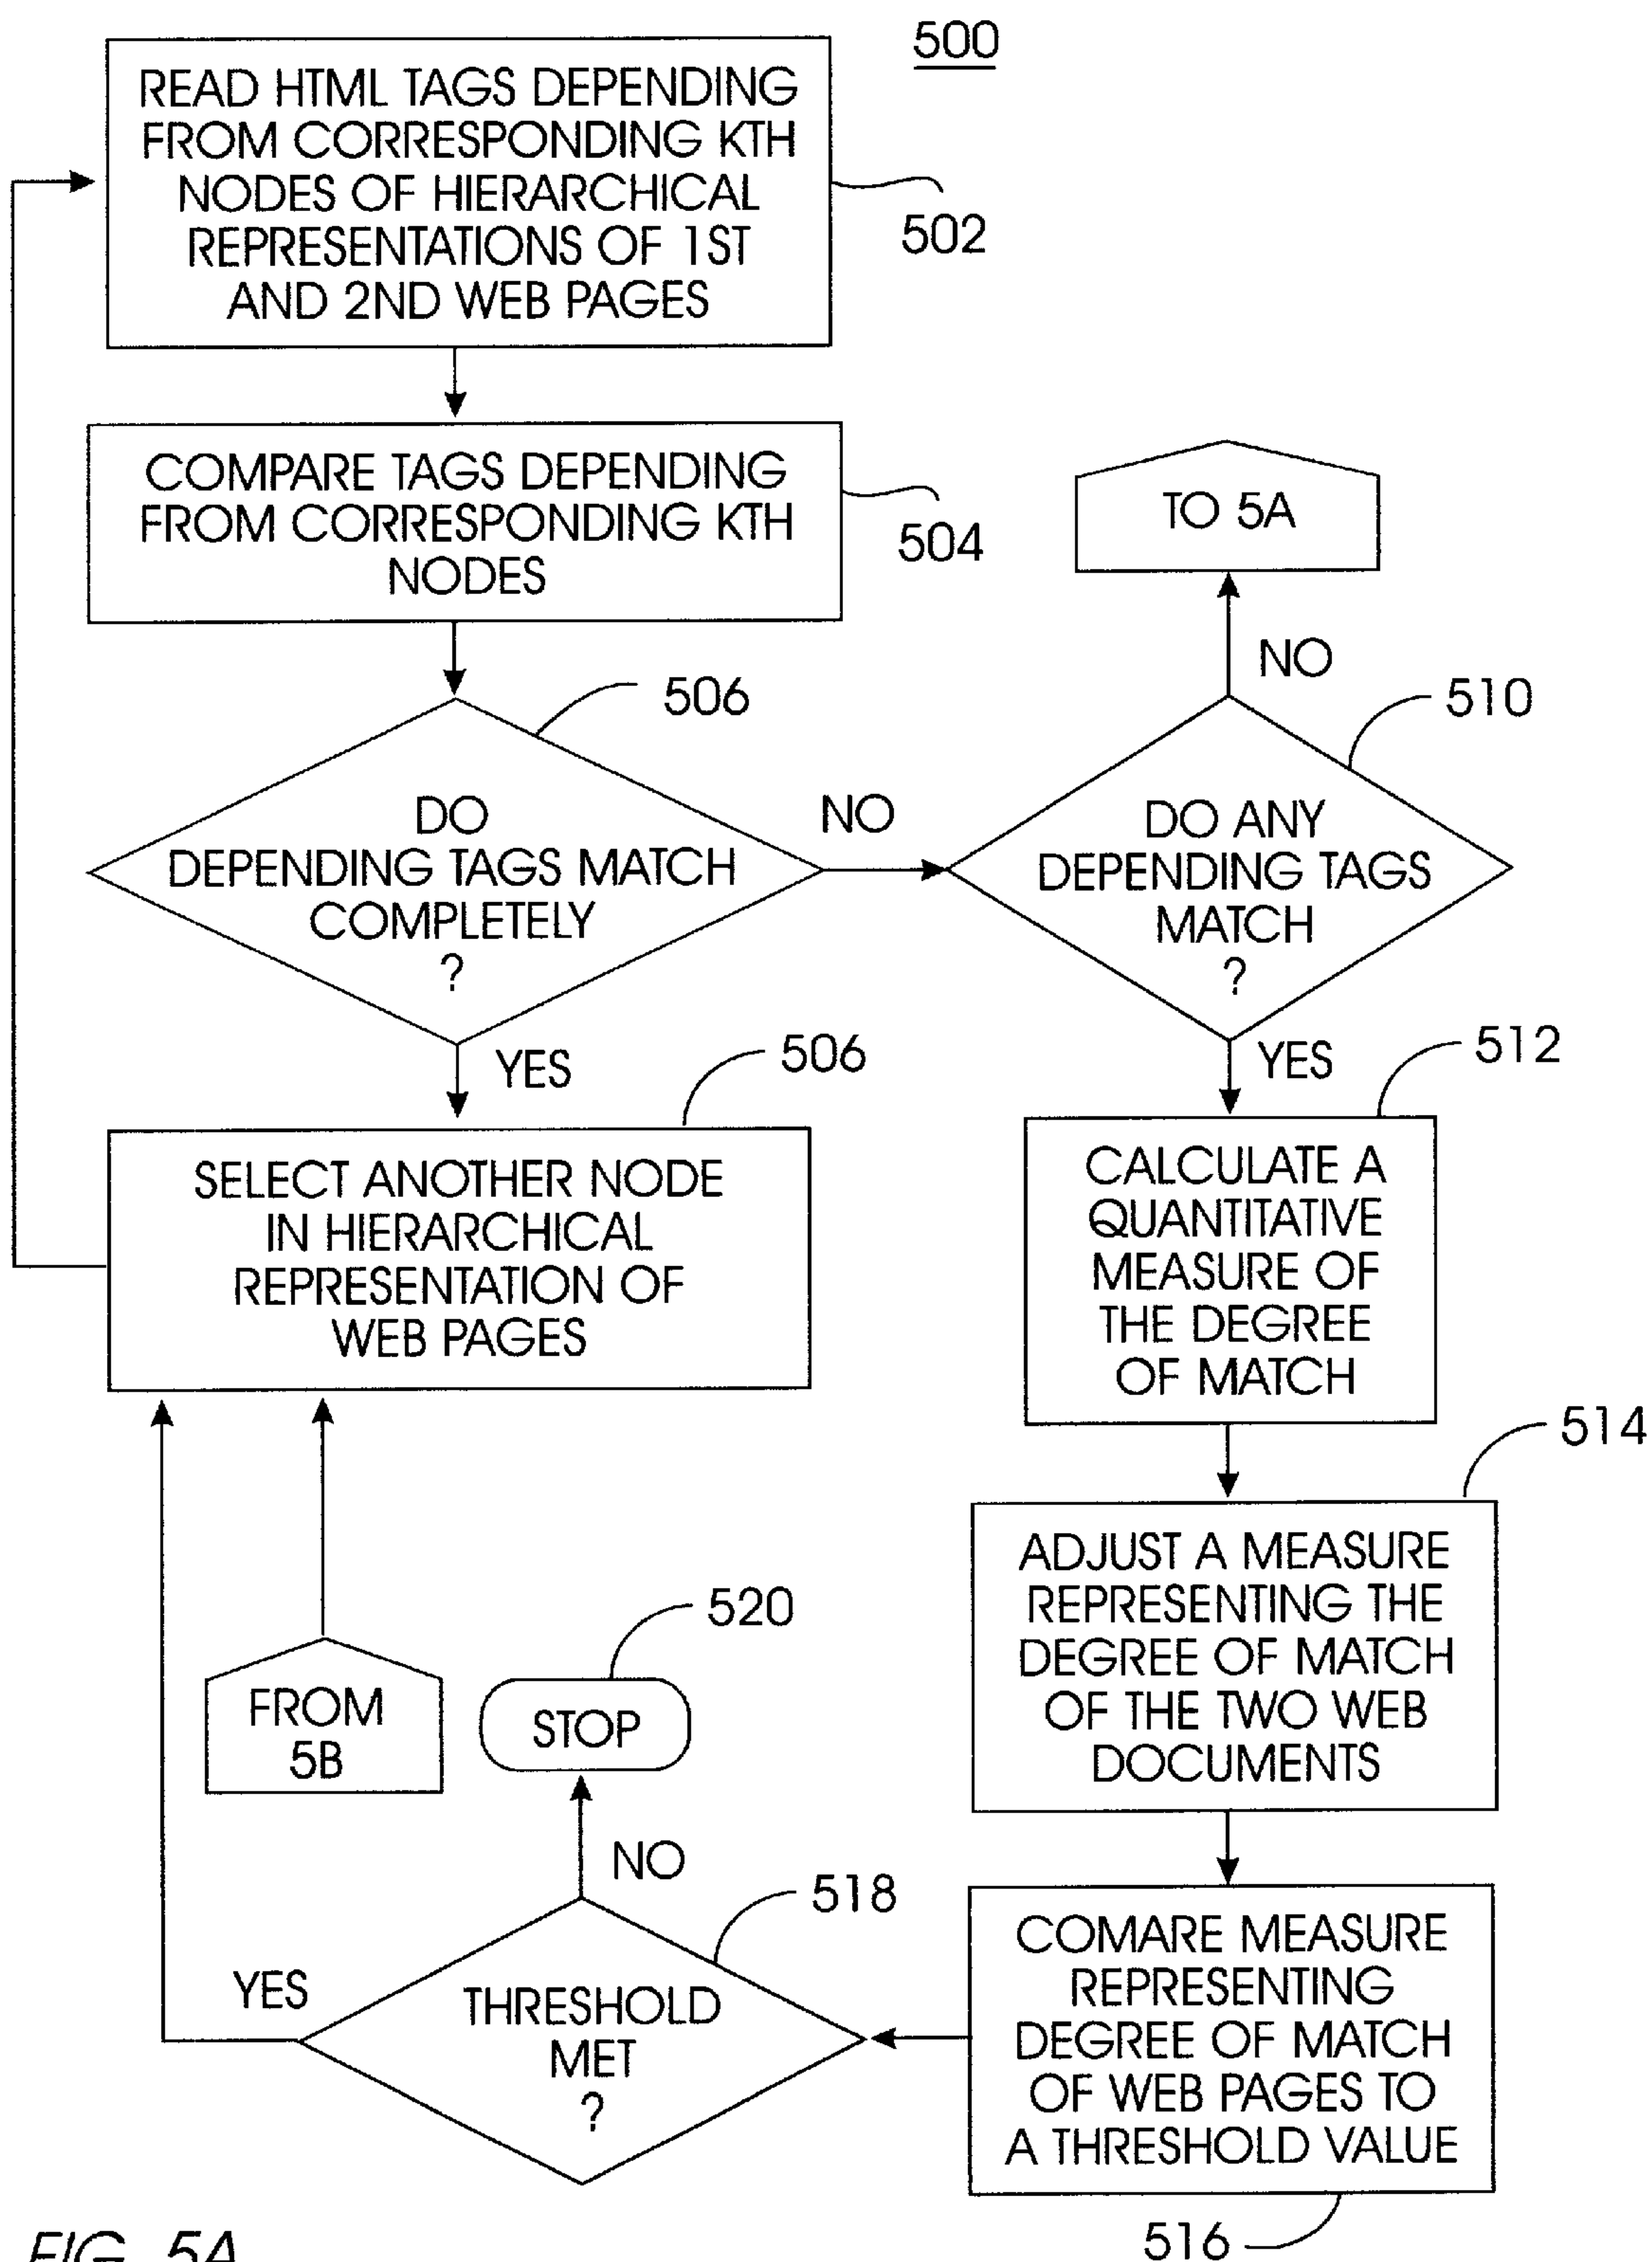 500
READ HTML TAGS DEPENDING
FROM CORRESPONDING KTH
NODES OF HIERARCHICAL
REPRESENTATIONS OF 1ST
AND 2ND WEB PAGES
502
COMPARE TAGS DEPENDING
FROM CORRESPONDING KTH
NODES
504
TO 5A
NO
506
510
DO
DEPENDING TAGS MATCH
COMPLETELY
?
NO
DO ANY
DEPENDING TAGS
MATCH
?
YES
506
YES
512
SELECT ANOTHER NODE
IN HIERARCHICAL
REPRESENTATION OF
WEB PAGES
CALCULATE A
QUANTITATIVE
MEASURE OF
THE DEGREE
OF MATCH
514
ADJUST A MEASURE
REPRESENTING THE
DEGREE OF MATCH
OF THE TWO WEB
DOCUMENTS
520
FROM
5B
STOP
NO
518
YES
THRESHOLD
MET
?
COMARE MEASURE
REPRESENTING
DEGREE OF MATCH
OF WEB PAGES TO
A THRESHOLD VALUE
516
FIG. 5A